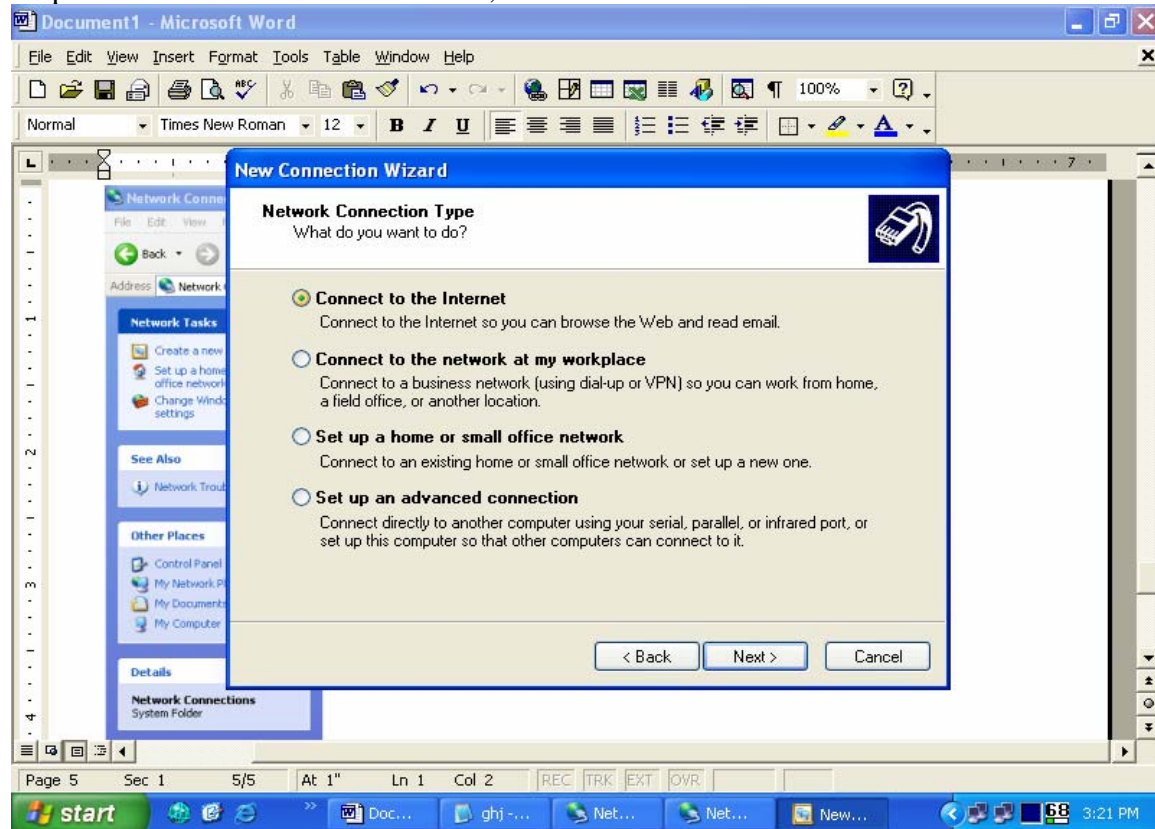 Document1 - Microsoft Word
File Edit View Insert Format Tools Table Window Help
100%
Normal Times New Roman 12 B I U A
7
New Connection Wizard
Network Connection Type
What do you want to do?
Connect to the Internet
Connect to the Internet so you can browse the Web and read email.
Connect to the network at my workplace
Connect to a business network (using dial-up or VPN) so you can work from home,
a field office, or another location.
Set up a home or small office network
Connect to an existing home or small office network or set up a new one.
Set up an advanced connection
Connect directly to another computer using your serial, parallel, or infrared port, or
set up this computer so that other computers can connect to it.
< Back Next > Cancel
Network Conne
File Edit View
Back
Address Network
Network Tasks
Create a new
Set up a home
office network
Change Windo
settings
See Also
Network Troub
Other Places
Control Panel
My Network Pl
My Documents
My Computer
Details
Network Connections
System Folder
1
2
3
4
Page 5 Sec 1 5/5 At 1" Ln 1 Col 2 REC TRK EXT OVR
start Doc... ghj -... Net... Net... New... 68 3:21 PM